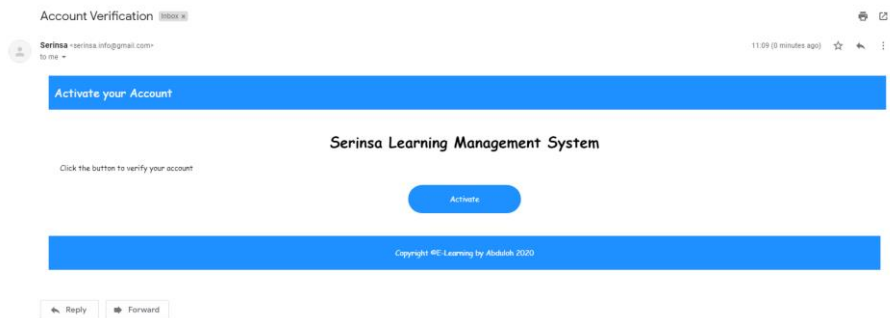 Account Verification Inbox x
Serinsa <serinsa.info@gmail.com> 11:09 (0 minutes ago)
to me
Activate your Account
Serinsa Learning Management System
Click the button to verify your account
Activate
Copyright ©E-Learning by Abduloh 2020
Reply Forward